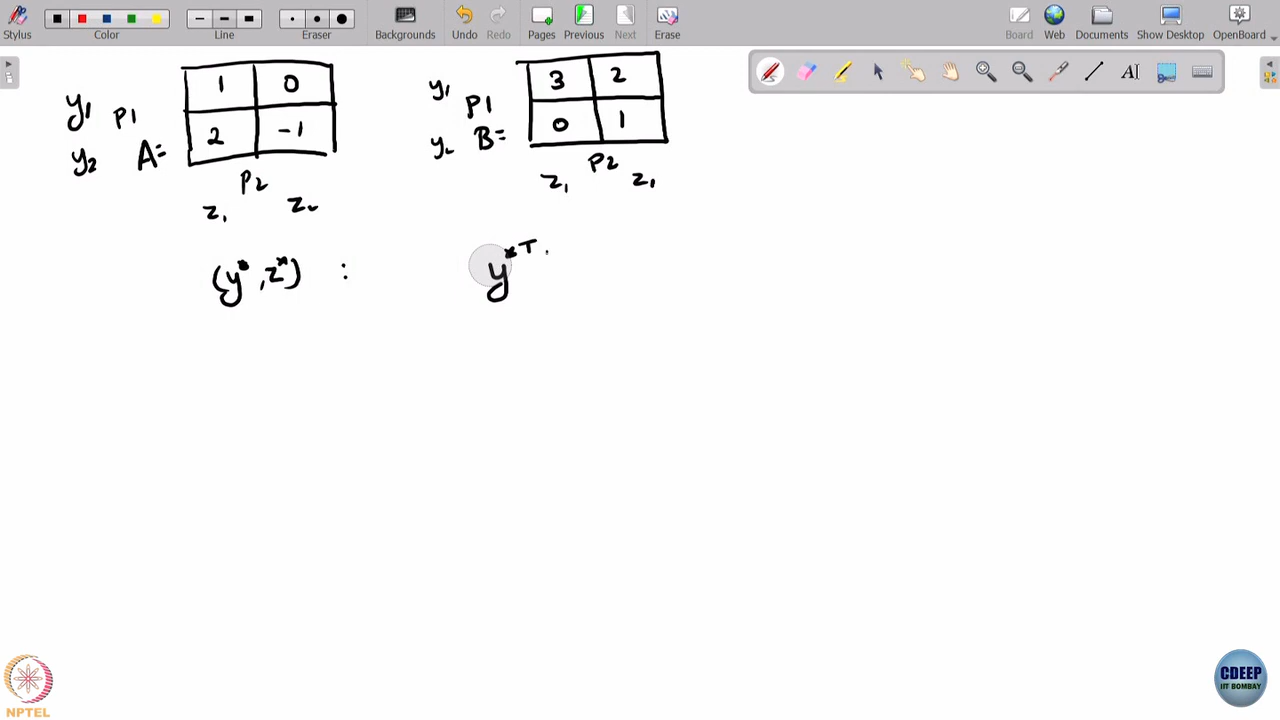 Stylus Color Line Eraser Backgrounds Undo Redo Pages Previous Next Erase Board Web Documents Show Desktop OpenBoard
y₁ P1 1 0
y₂ A= 2 -1
P2
z₁ z₂
y₁ P1 3 2
y₂ B= 0 1
P2
z₁ z₁
(y*, z*) : y*ᵀ
NPTEL
CDEEP
IIT BOMBAY